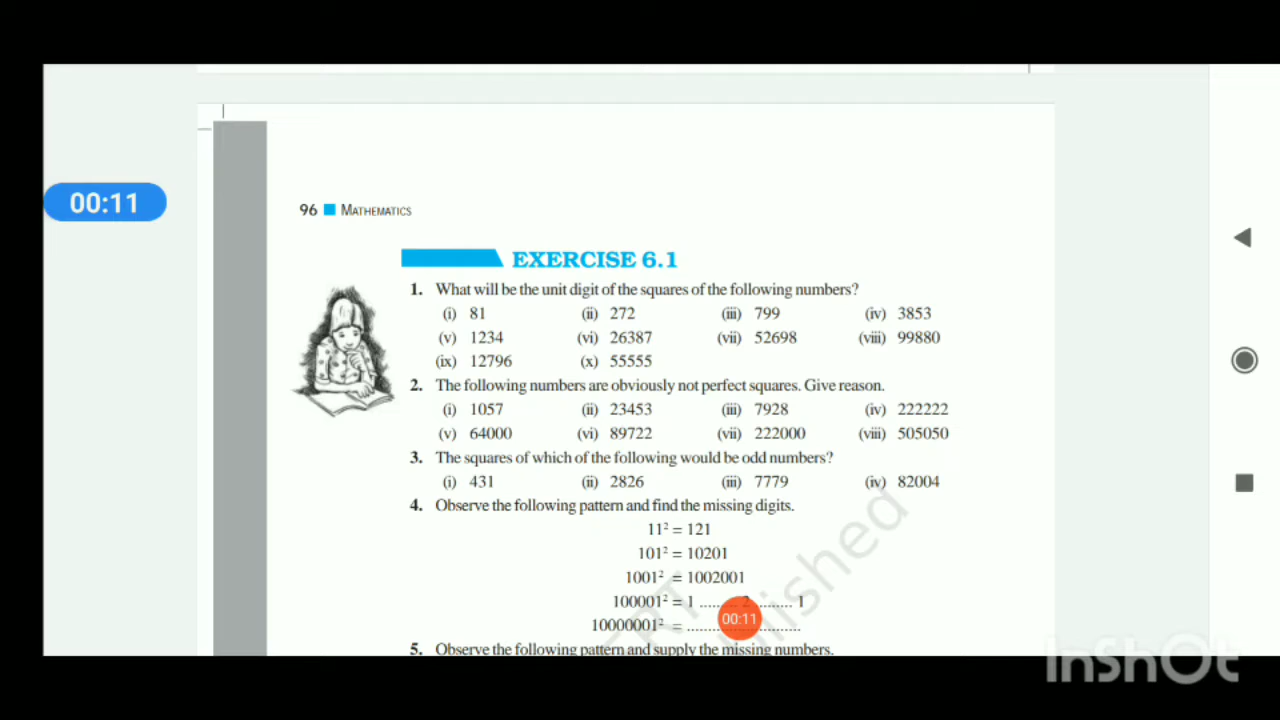 00:11
96 MATHEMATICS
EXERCISE 6.1
1. What will be the unit digit of the squares of the following numbers?
(i) 81 (ii) 272 (iii) 799 (iv) 3853
(v) 1234 (vi) 26387 (vii) 52698 (viii) 99880
(ix) 12796 (x) 55555
2. The following numbers are obviously not perfect squares. Give reason.
(i) 1057 (ii) 23453 (iii) 7928 (iv) 222222
(v) 64000 (vi) 89722 (vii) 222000 (viii) 505050
3. The squares of which of the following would be odd numbers?
(i) 431 (ii) 2826 (iii) 7779 (iv) 82004
4. Observe the following pattern and find the missing digits.
11² = 121
101² = 10201
1001² = 1002001
100001² = 1 ........ 2 ........ 1
10000001² = ...........................
00:11
5. Observe the following pattern and supply the missing numbers.
InShOt